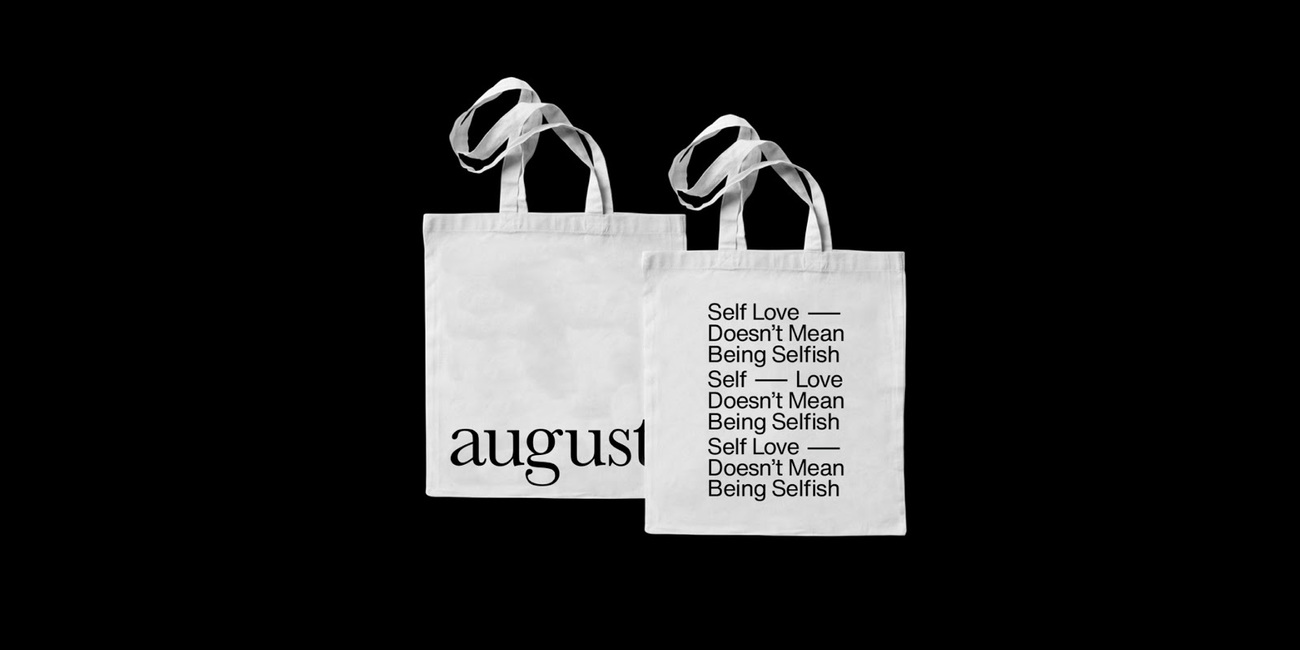 august
Self Love —
Doesn’t Mean
Being Selfish
Self — Love
Doesn’t Mean
Being Selfish
Self Love —
Doesn’t Mean
Being Selfish